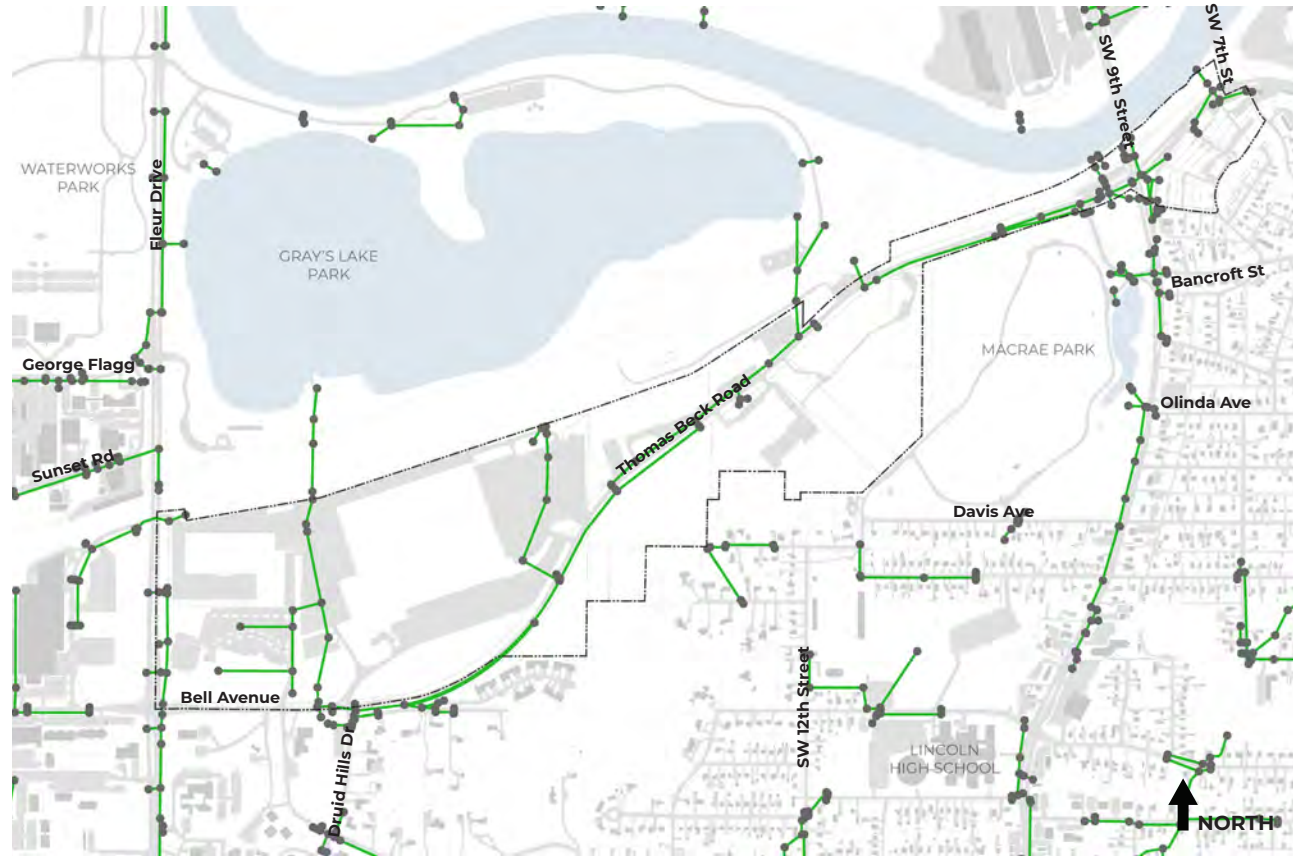 SW 7th St
SW 9th Street
WATERWORKS
PARK
Fleur Drive
GRAY'S LAKE
PARK
Bancroft St
MACRAE PARK
George Flagg
Olinda Ave
Thomas Beck Road
Sunset Rd
Davis Ave
SW 12th Street
Bell Avenue
LINCOLN
HIGH SCHOOL
Druid Hills Dr
NORTH